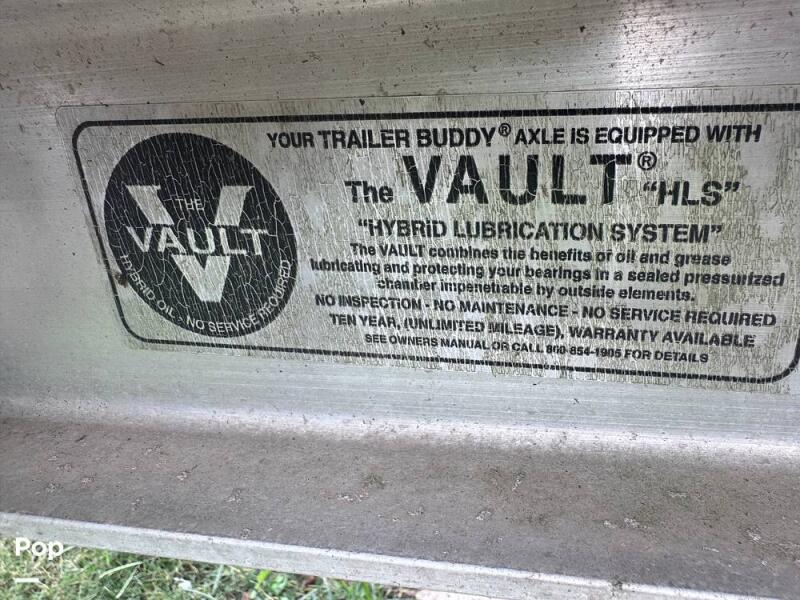 YOUR TRAILER BUDDY® AXLE IS EQUIPPED WITH
The VAULT® "HLS"
"HYBRID LUBRICATION SYSTEM"
The VAULT combines the benefits of oil and grease
lubricating and protecting your bearings in a sealed pressurized
chamber impenetrable by outside elements.
NO INSPECTION - NO MAINTENANCE - NO SERVICE REQUIRED
TEN YEAR, (UNLIMITED MILEAGE), WARRANTY AVAILABLE
SEE OWNERS MANUAL OR CALL 800-854-1905 FOR DETAILS
V
THE
VAULT
HYBRID OIL - NO SERVICE REQUIRED
Pop